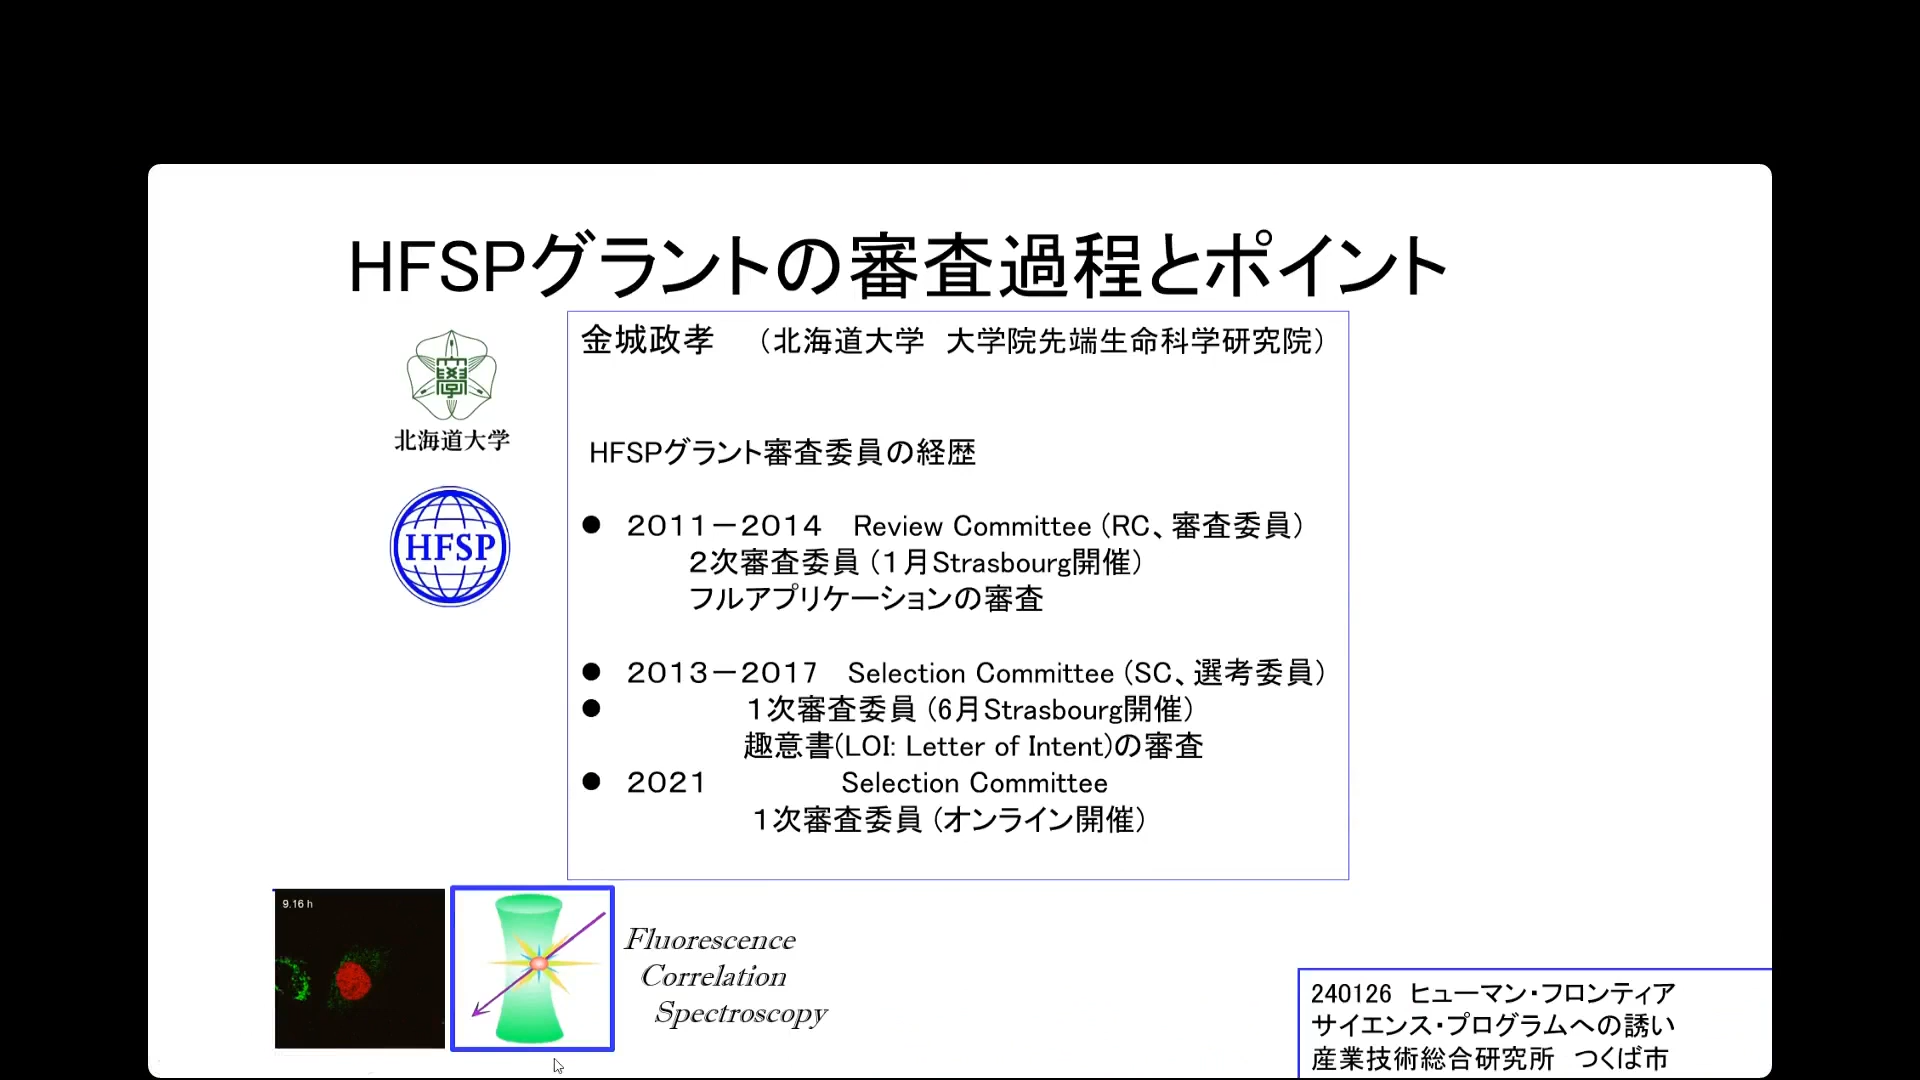 HFSPグラントの審査過程とポイント
金城政孝 （北海道大学 大学院先端生命科学研究院）
北海道大学
HFSP
HFSPグラント審査委員の経歴
● 2011－2014 Review Committee (RC、審査委員)
2次審査委員 (1月Strasbourg開催)
フルアプリケーションの審査
● 2013－2017 Selection Committee (SC、選考委員)
● 1次審査委員 (6月Strasbourg開催)
趣意書(LOI: Letter of Intent)の審査
● 2021 Selection Committee
1次審査委員 (オンライン開催)
9.16 h
Fluorescence
Correlation
Spectroscopy
240126 ヒューマン・フロンティア
サイエンス・プログラムへの誘い
産業技術総合研究所 つくば市